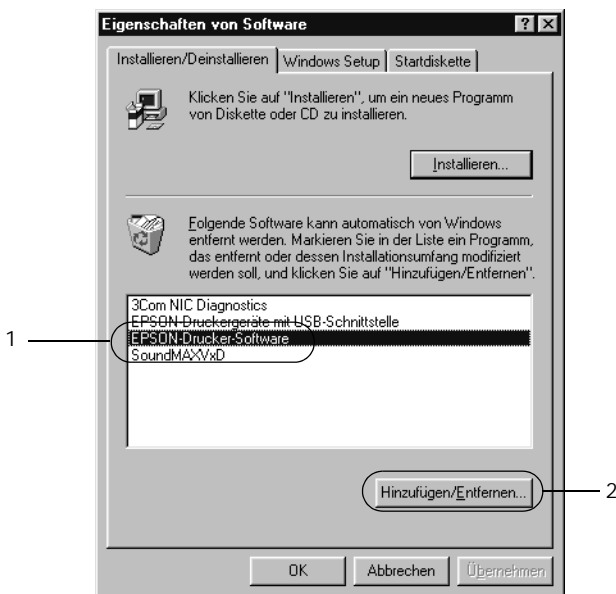 Eigenschaften von Software
Installieren/Deinstallieren
Windows Setup
Startdiskette
Klicken Sie auf "Installieren", um ein neues Programm
von Diskette oder CD zu installieren.
Installieren...
Folgende Software kann automatisch von Windows
entfernt werden. Markieren Sie in der Liste ein Programm,
das entfernt oder dessen Installationsumfang modifiziert
werden soll, und klicken Sie auf "Hinzufügen/Entfernen".
3Com NIC Diagnostics
EPSON-Druckergeräte mit USB-Schnittstelle
1
EPSON-Drucker-Software
SoundMAXVxD
Hinzufügen/Entfernen...
2
OK
Abbrechen
Übernehmen